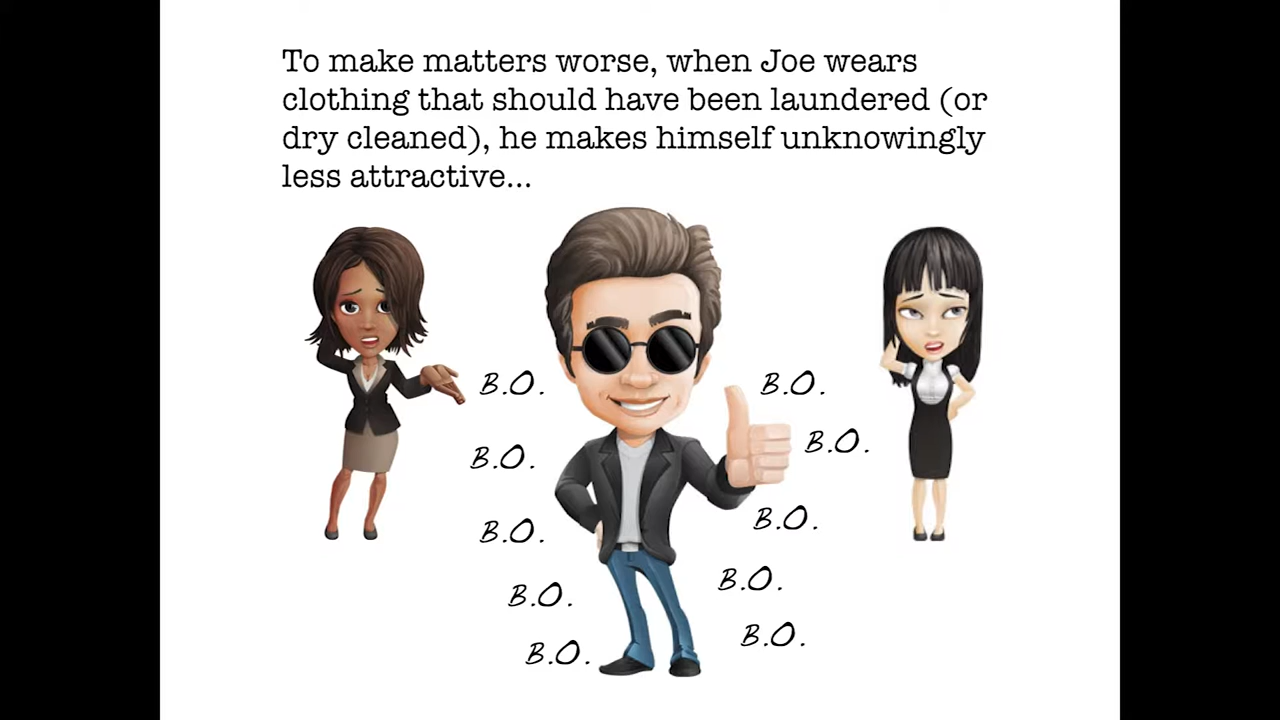 To make matters worse, when Joe wears
clothing that should have been laundered (or
dry cleaned), he makes himself unknowingly
less attractive...
B.O.
B.O.
B.O.
B.O.
B.O.
B.O.
B.O.
B.O.
B.O.
B.O.